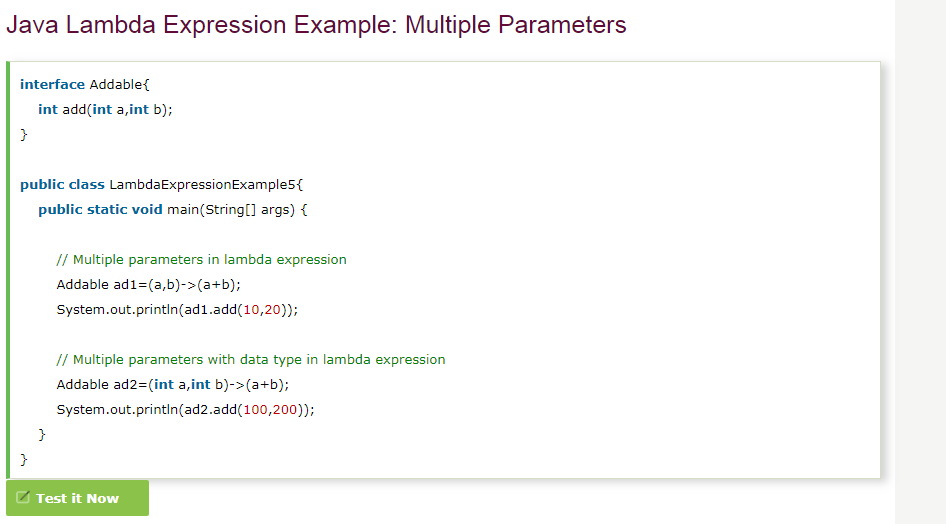 Java Lambda Expression Example: Multiple Parameters
interface Addable{
int add(int a,int b);
}
public class LambdaExpressionExample5{
public static void main(String[] args) {
// Multiple parameters in lambda expression
Addable ad1=(a,b)->(a+b);
System.out.println(ad1.add(10,20));
// Multiple parameters with data type in lambda expression
Addable ad2=(int a,int b)->(a+b);
System.out.println(ad2.add(100,200));
}
}
Test it Now